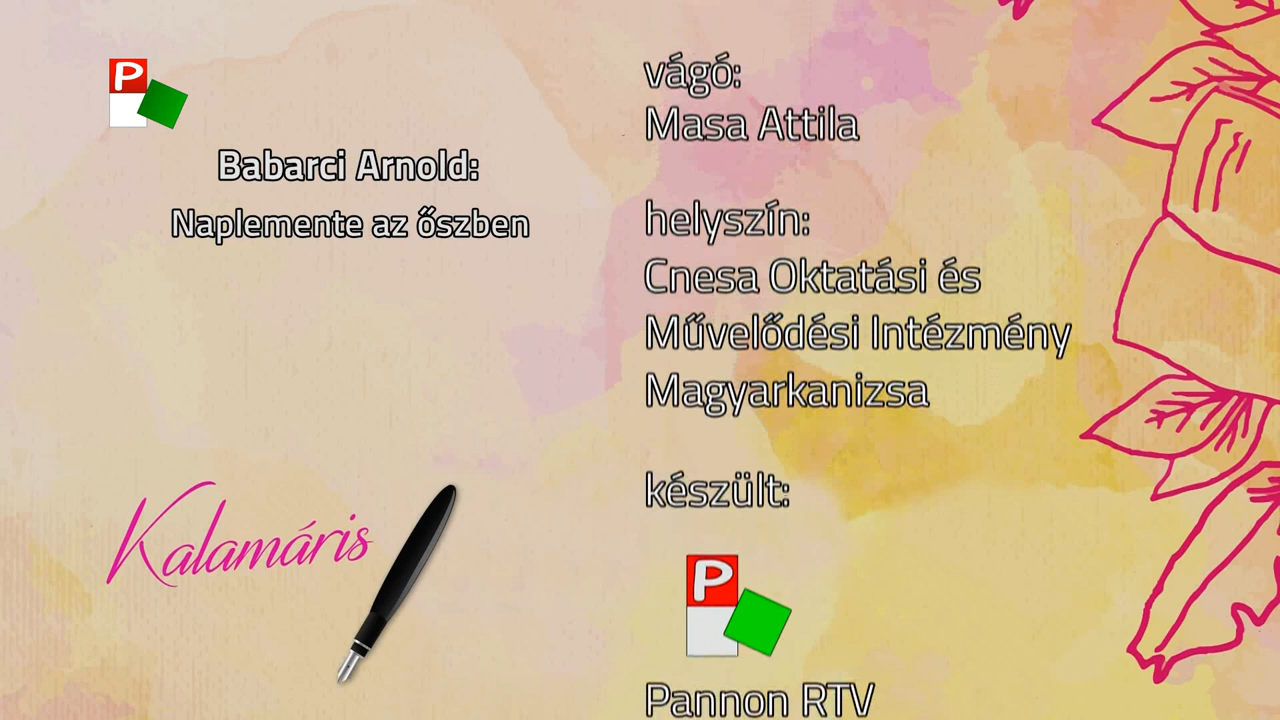 P
Babarci Arnold:
Naplemente az őszben
Kalamáris
vágó:
Masa Attila
helyszín:
Cnesa Oktatási és
Művelődési Intézmény
Magyarkanizsa
készült:
P
Pannon RTV